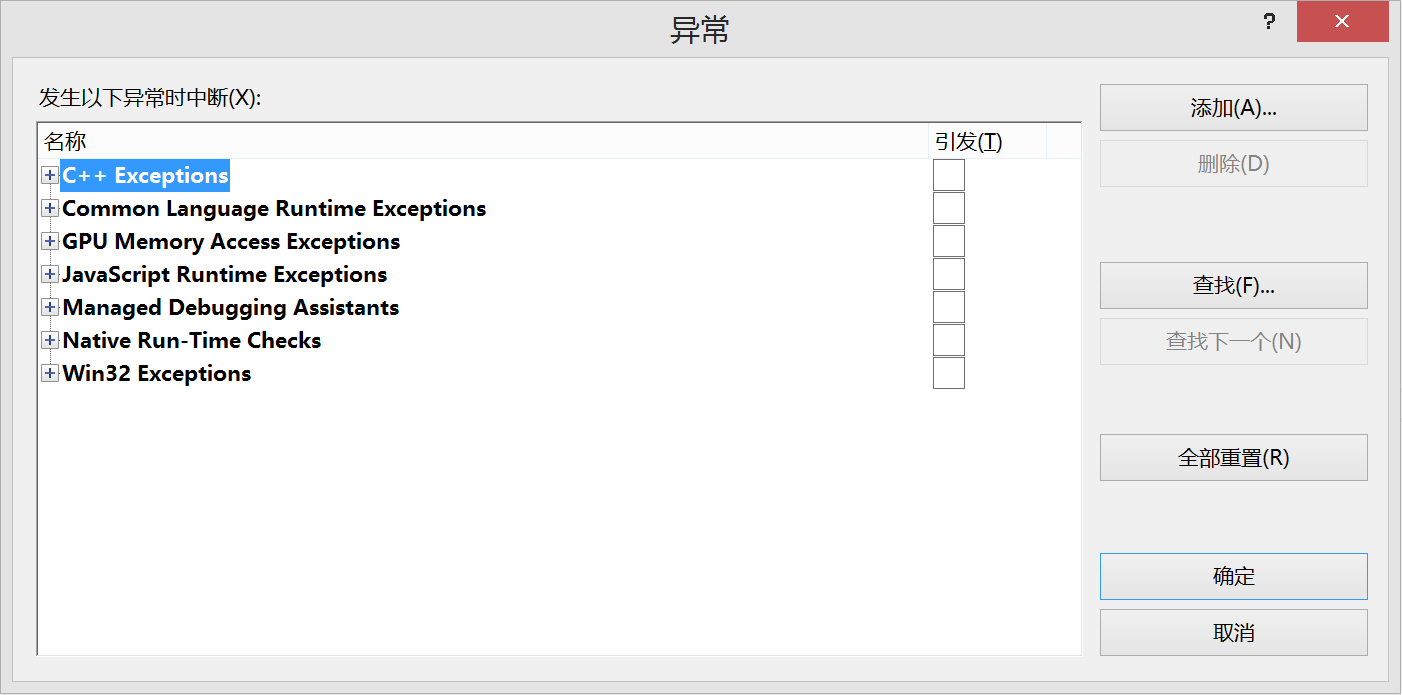 异常
?
发生以下异常时中断(X):
名称 引发(T)
C++ Exceptions
Common Language Runtime Exceptions
GPU Memory Access Exceptions
JavaScript Runtime Exceptions
Managed Debugging Assistants
Native Run-Time Checks
Win32 Exceptions
添加(A)...
删除(D)
查找(F)...
查找下一个(N)
全部重置(R)
确定
取消